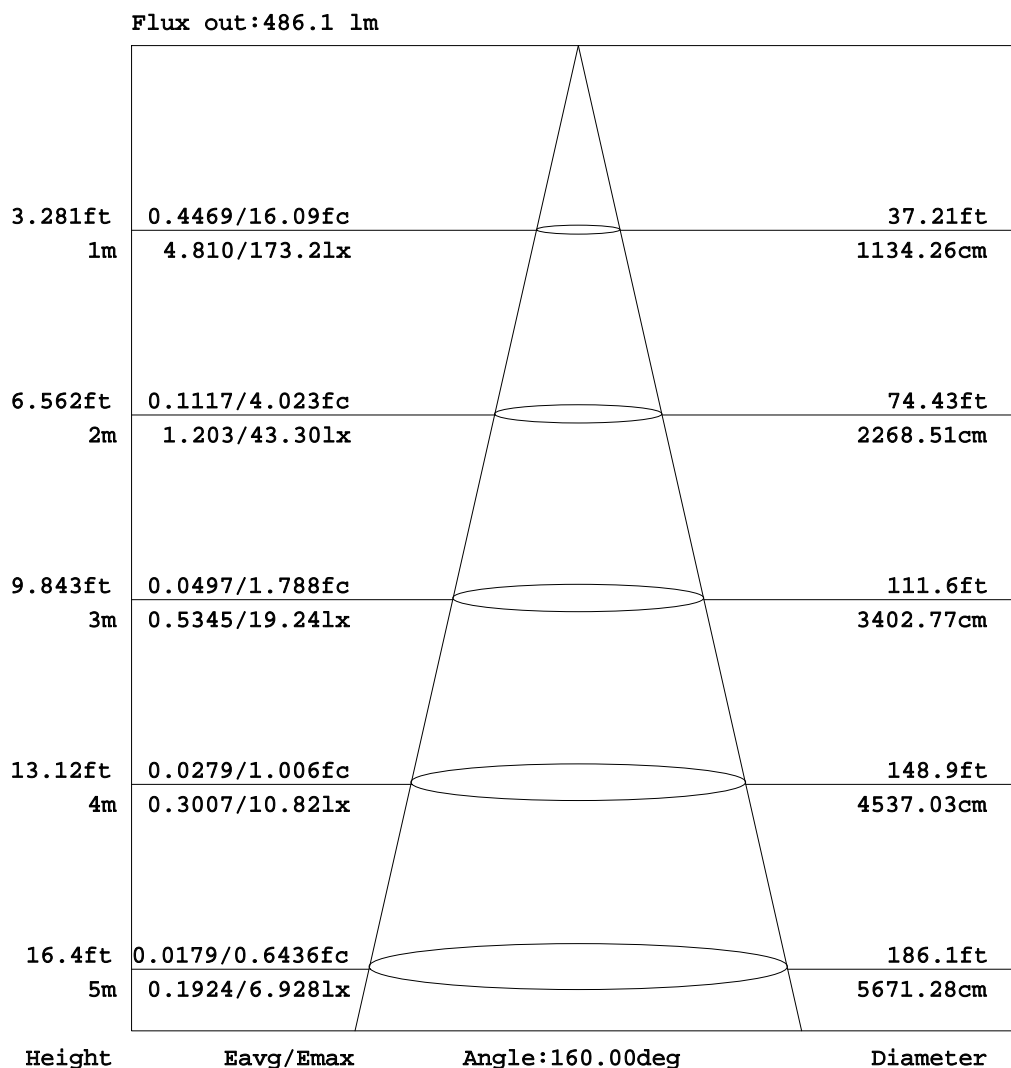 Flux out:486.1 lm
3.281ft 0.4469/16.09fc 37.21ft
1m 4.810/173.2lx 1134.26cm
6.562ft 0.1117/4.023fc 74.43ft
2m 1.203/43.30lx 2268.51cm
9.843ft 0.0497/1.788fc 111.6ft
3m 0.5345/19.24lx 3402.77cm
13.12ft 0.0279/1.006fc 148.9ft
4m 0.3007/10.82lx 4537.03cm
16.4ft 0.0179/0.6436fc 186.1ft
5m 0.1924/6.928lx 5671.28cm
Height Eavg/Emax Angle:160.00deg Diameter